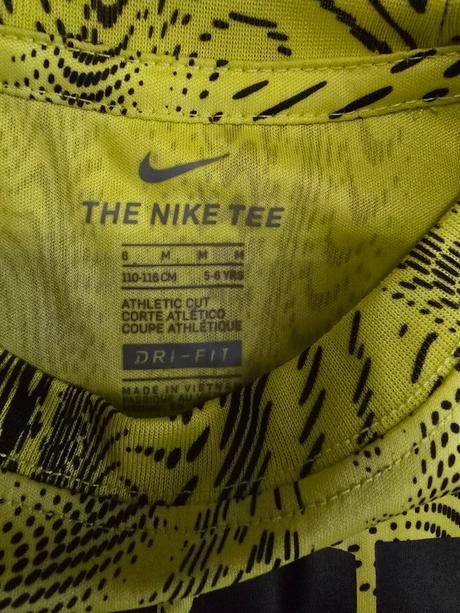 THE NIKE TEE
6 M M M
110-116 CM 5-6 YRS
ATHLETIC CUT
CORTE ATLÉTICO
COUPE ATHLÉTIQUE
DRI-FIT
MADE IN VIETNAM